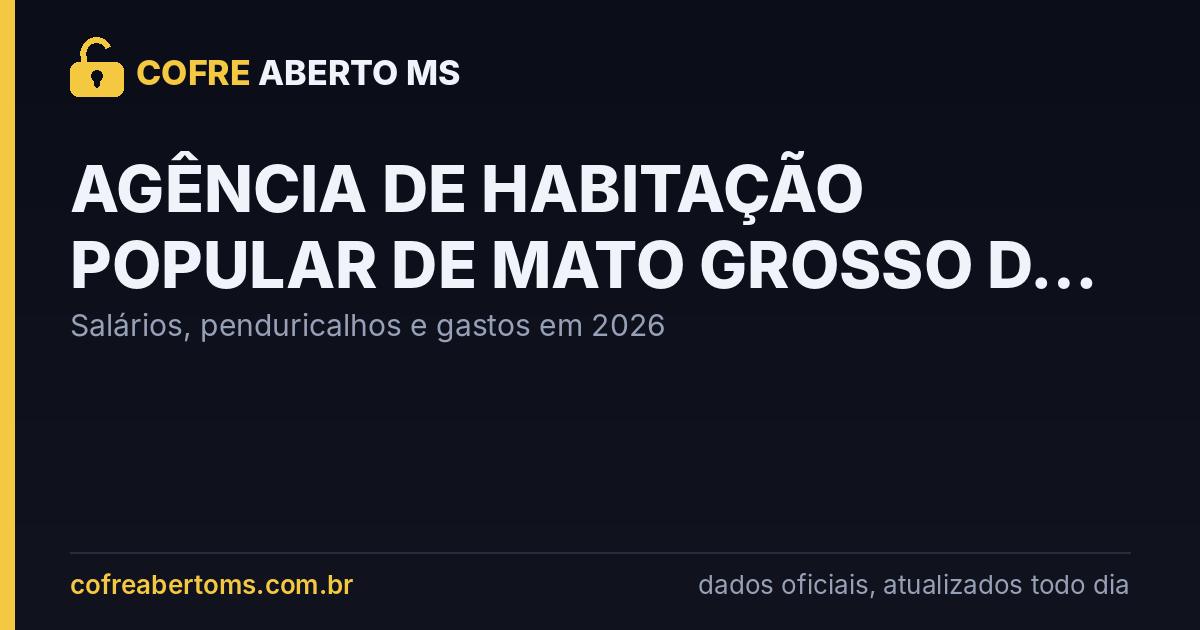 COFRE ABERTO MS
AGÊNCIA DE HABITAÇÃO
POPULAR DE MATO GROSSO D...
Salários, penduricalhos e gastos em 2026
cofreabertoms.com.br
dados oficiais, atualizados todo dia